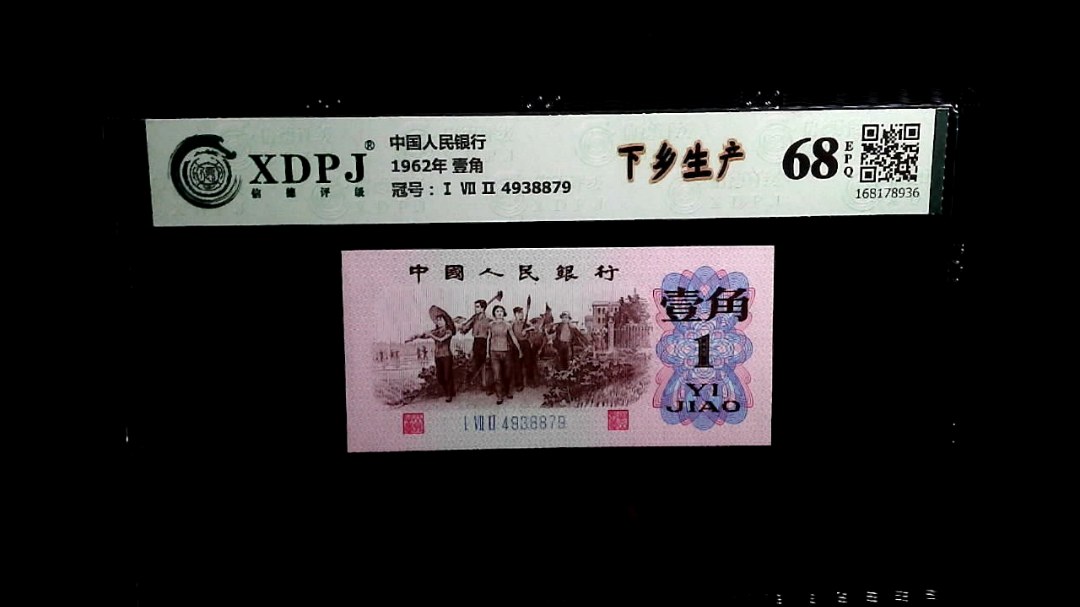 XDPJ®
信德评级
中国人民银行
1962年 壹角
冠号：I VII II 4938879
下乡生产
68 EPQ
168178936
中國人民銀行
壹角
1
YI
JIAO
I VII II 4938879